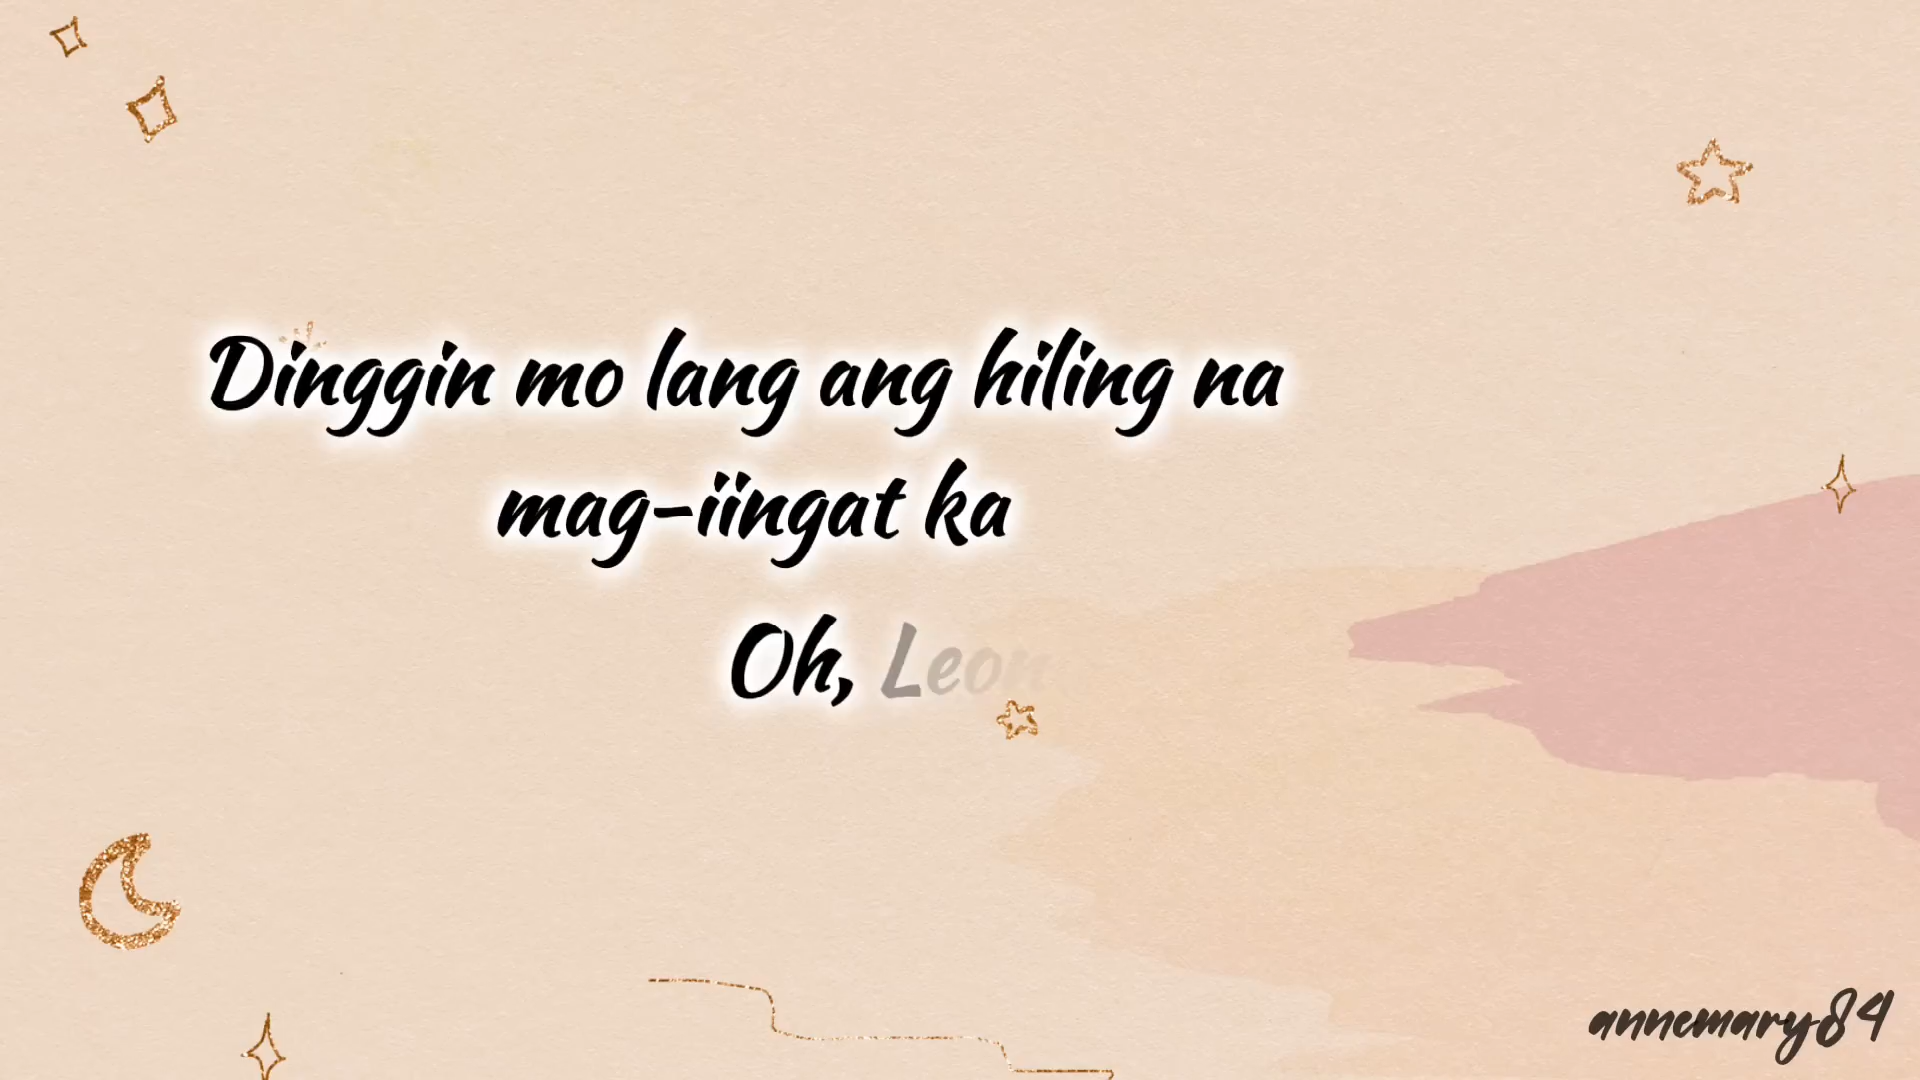 Dinggin mo lang ang hiling na
mag-iingat ka
Oh, Leon
annemary84